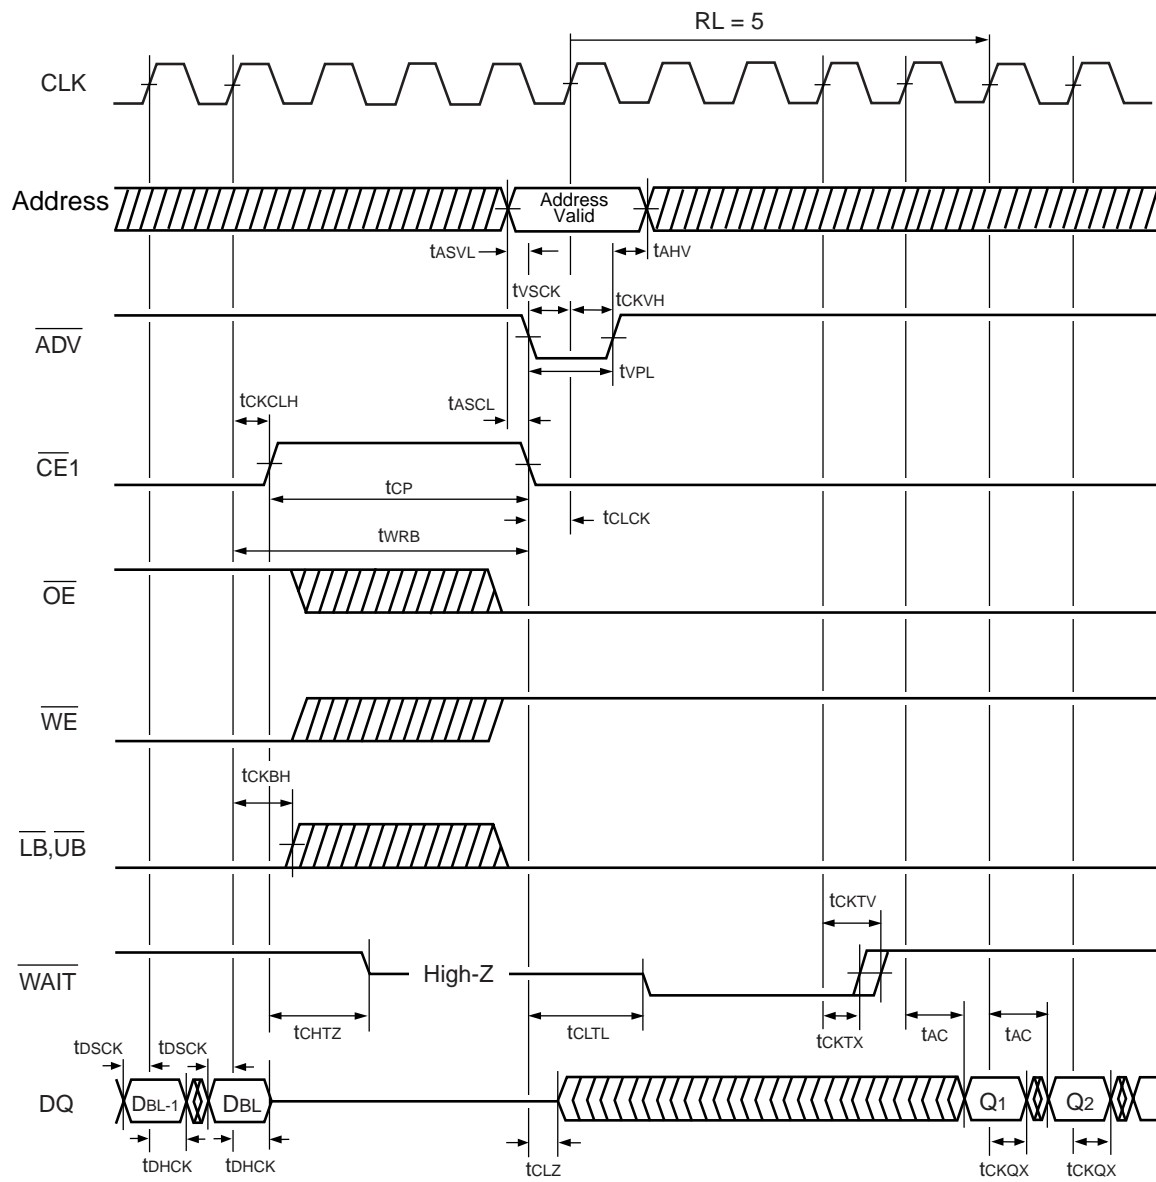 RL = 5
CLK
Address
Address
Valid
tASVL
tAHV
tVSCK
tCKVH
ADV
tVPL
tCKCLH
tASCL
CE1
tCP
tCLCK
tWRB
OE
WE
tCKBH
LB,UB
tCKTV
WAIT
High-Z
tCHTZ
tCLTL
tCKTX
tAC
tAC
tDSCK
tDSCK
DQ
DBL-1
DBL
Q1
Q2
tDHCK
tDHCK
tCLZ
tCKQX
tCKQX